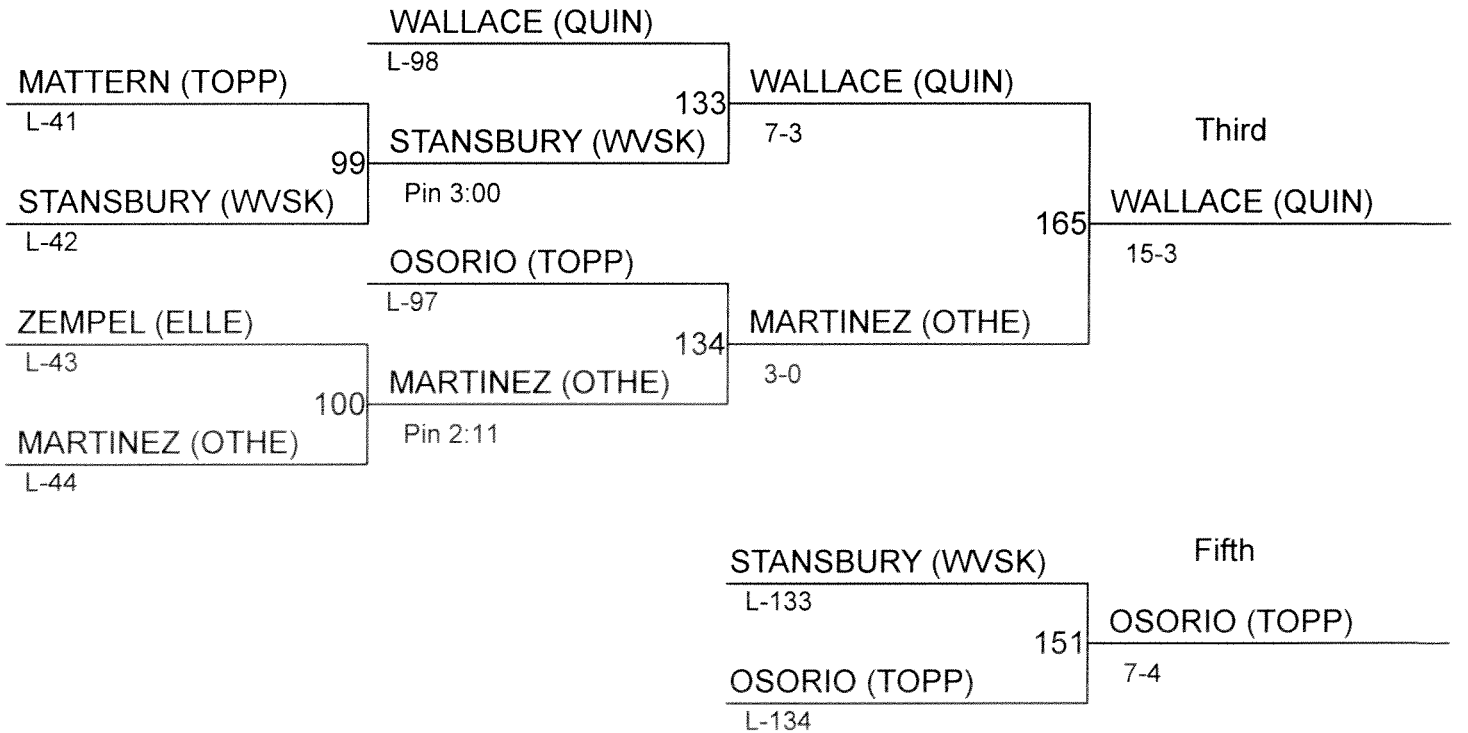 WALLACE (QUIN)
L-98
MATTERN (TOPP)
L-41
133
WALLACE (QUIN)
7-3
Third
99
STANSBURY (WVSK)
Pin 3:00
STANSBURY (WVSK)
L-42
165
WALLACE (QUIN)
15-3
OSORIO (TOPP)
L-97
ZEMPEL (ELLE)
L-43
134
MARTINEZ (OTHE)
3-0
100
MARTINEZ (OTHE)
Pin 2:11
MARTINEZ (OTHE)
L-44
Fifth
STANSBURY (WVSK)
L-133
151
OSORIO (TOPP)
7-4
OSORIO (TOPP)
L-134